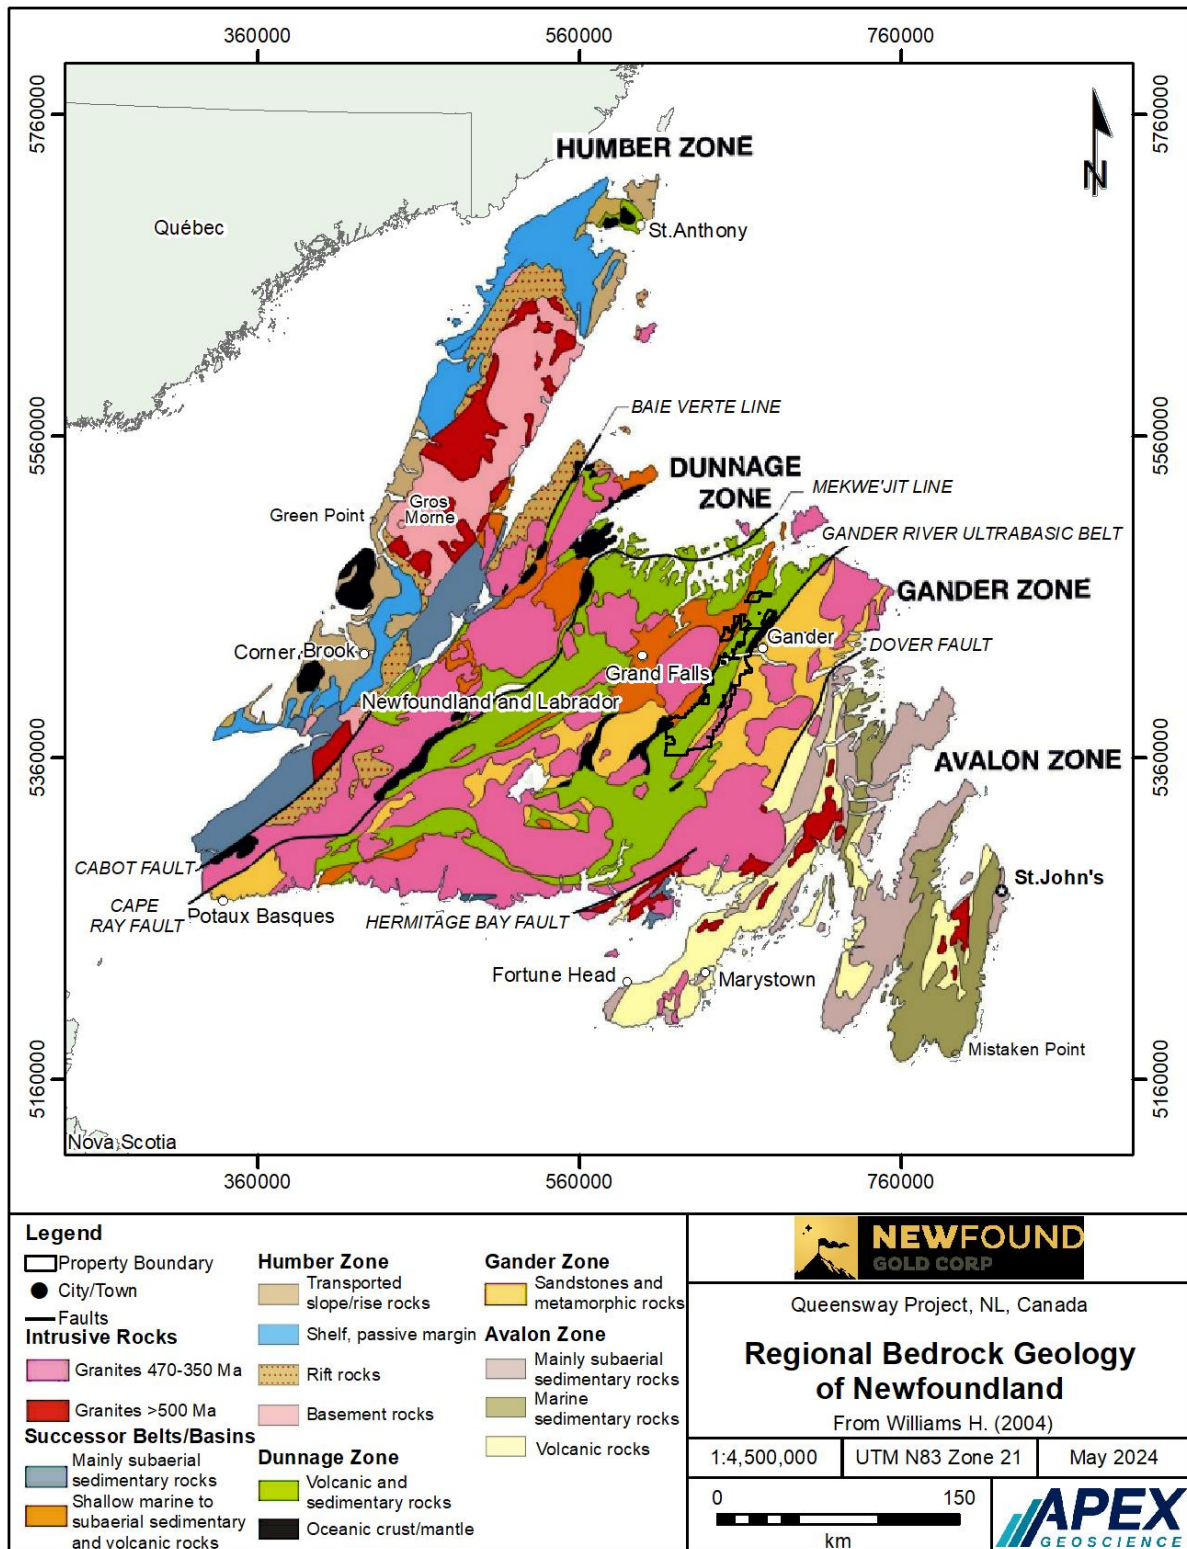 360000
560000
760000
5760000
5760000
HUMBER ZONE
N
Québec
St.Anthony
BAIE VERTE LINE
5560000
5560000
DUNNAGE
ZONE
MEKWE'JIT LINE
Gros
Morne
Green Point
GANDER RIVER ULTRABASIC BELT
GANDER ZONE
Gander
DOVER FAULT
Corner Brook
Grand Falls
Newfoundland and Labrador
5360000
5360000
AVALON ZONE
CABOT FAULT
St.John's
CAPE
RAY FAULT
Potaux Basques
HERMITAGE BAY FAULT
Fortune Head
Marystown
Mistaken Point
5160000
5160000
Nova Scotia
360000
560000
760000
Legend
Property Boundary
City/Town
Faults
Intrusive Rocks
Granites 470-350 Ma
Granites >500 Ma
Successor Belts/Basins
Mainly subaerial
sedimentary rocks
Shallow marine to
subaerial sedimentary
and volcanic rocks
Humber Zone
Transported
slope/rise rocks
Shelf, passive margin
Rift rocks
Basement rocks
Dunnage Zone
Volcanic and
sedimentary rocks
Oceanic crust/mantle
Gander Zone
Sandstones and
metamorphic rocks
Avalon Zone
Mainly subaerial
sedimentary rocks
Marine
sedimentary rocks
Volcanic rocks
NEWFOUND
GOLD CORP
Queensway Project, NL, Canada
Regional Bedrock Geology
of Newfoundland
From Williams H. (2004)
1:4,500,000
UTM N83 Zone 21
May 2024
0
150
km
APEX
GEOSCIENCE